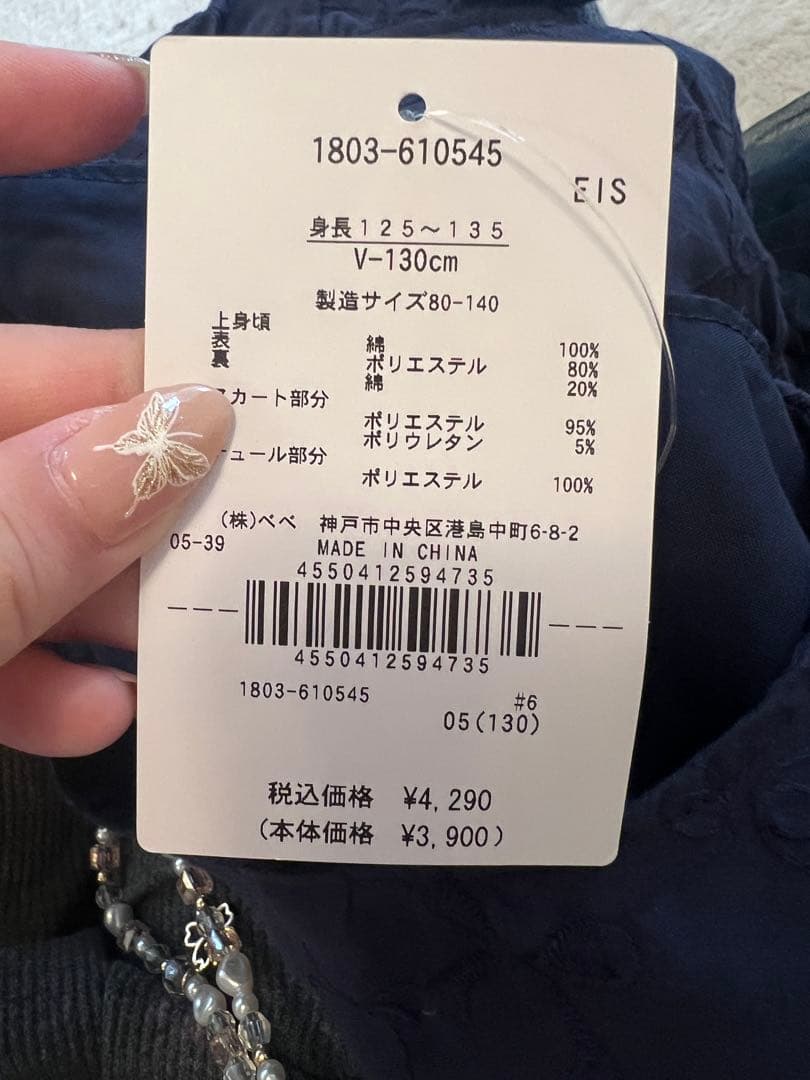 1803-610545
EIS
身長125～135
V-130cm
製造サイズ80-140
上身頃
表 綿 100%
裏 ポリエステル 80%
綿 20%
スカート部分
ポリエステル 95%
ポリウレタン 5%
ュール部分
ポリエステル 100%
(株)べべ 神戸市中央区港島中町6-8-2
05-39 MADE IN CHINA
4550412594735
4550412594735
1803-610545
#6
05(130)
税込価格 ¥4,290
(本体価格 ¥3,900)